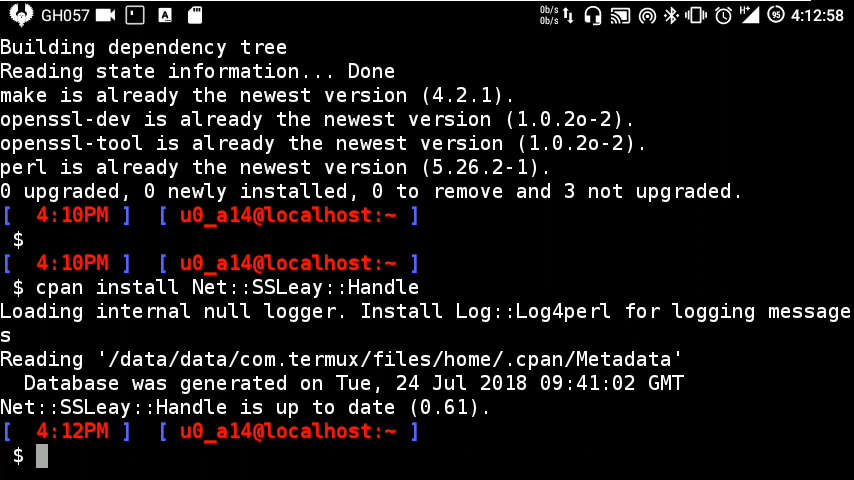 GH057 A 0b/s 0b/s H+ 95 4:12:58
Building dependency tree
Reading state information... Done
make is already the newest version (4.2.1).
openssl-dev is already the newest version (1.0.2o-2).
openssl-tool is already the newest version (1.0.2o-2).
perl is already the newest version (5.26.2-1).
0 upgraded, 0 newly installed, 0 to remove and 3 not upgraded.
[  4:10PM ]  [ u0_a14@localhost:~ ]
 $
[  4:10PM ]  [ u0_a14@localhost:~ ]
 $ cpan install Net::SSLeay::Handle
Loading internal null logger. Install Log::Log4perl for logging message
s
Reading '/data/data/com.termux/files/home/.cpan/Metadata'
  Database was generated on Tue, 24 Jul 2018 09:41:02 GMT
Net::SSLeay::Handle is up to date (0.61).
[  4:12PM ]  [ u0_a14@localhost:~ ]
 $